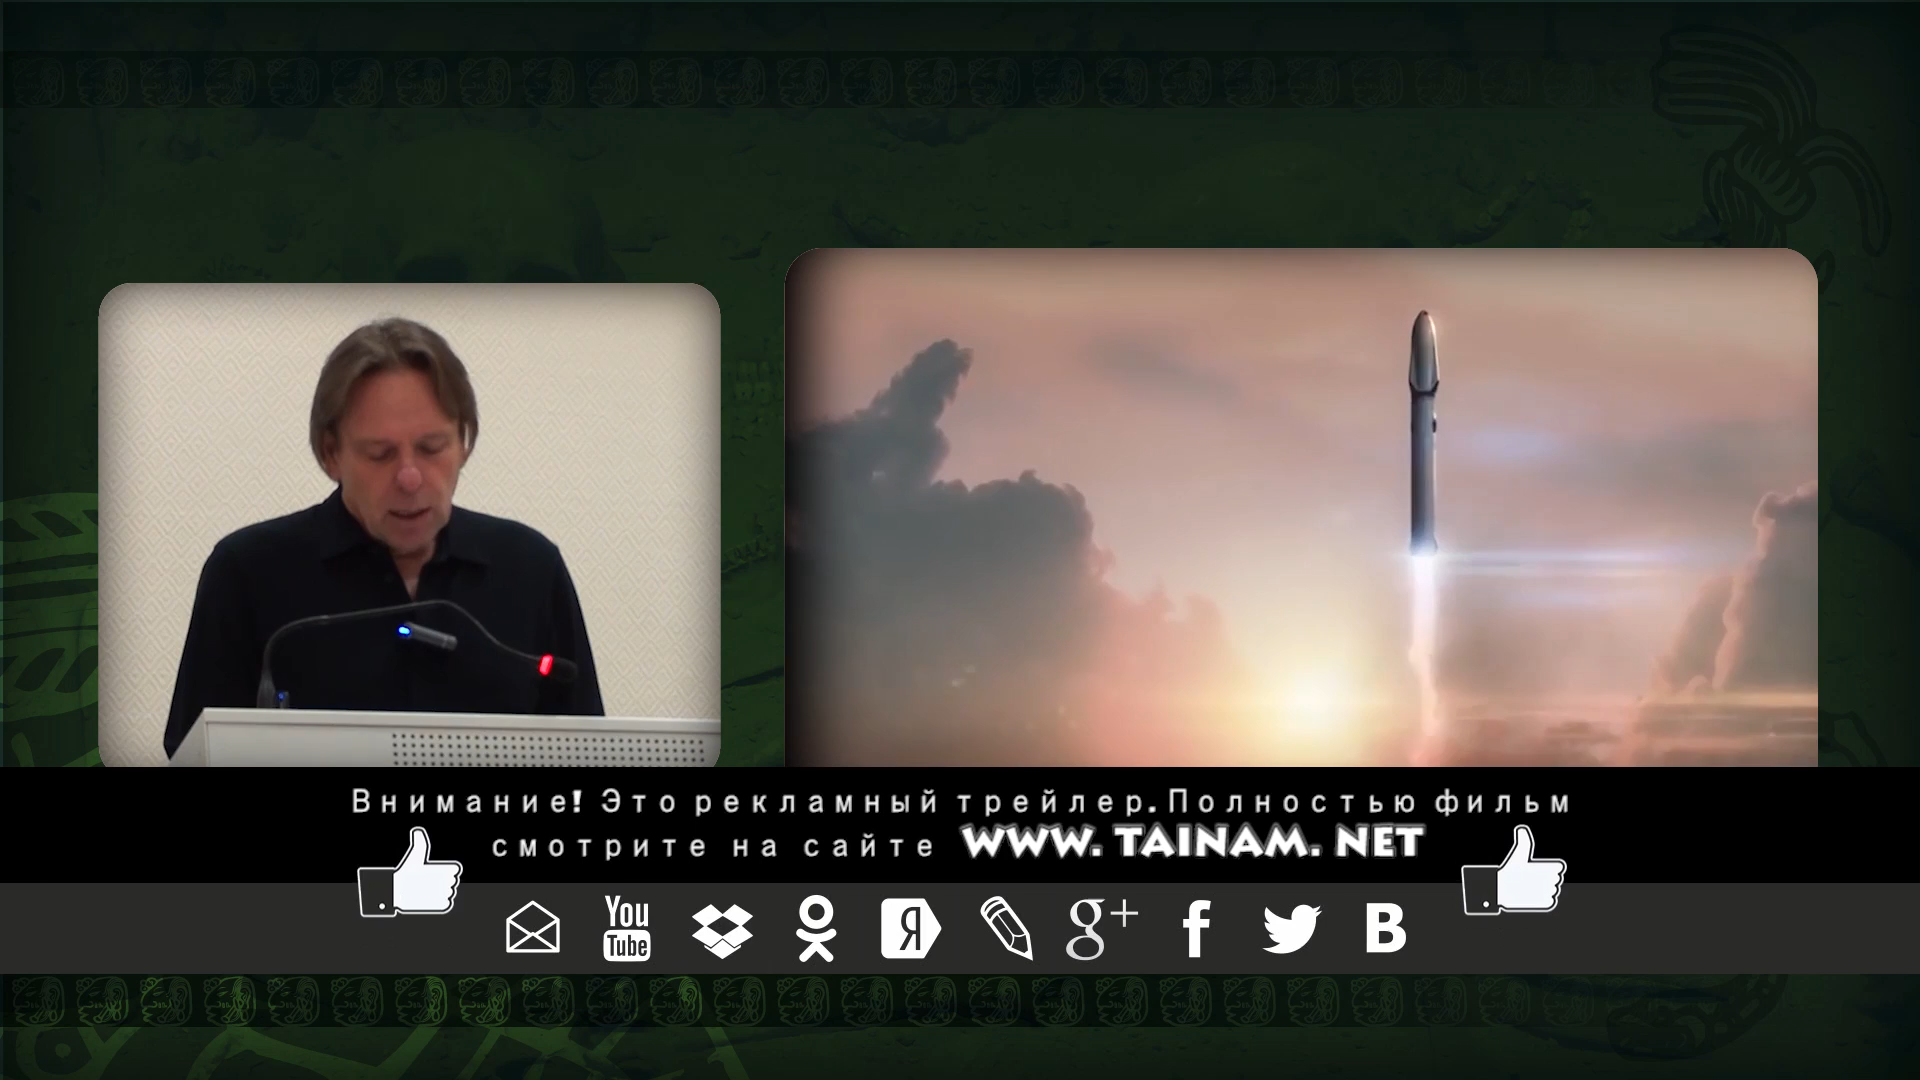 Внимание! Это рекламный трейлер. Полностью фильм
смотрите на сайте WWW. TAINAM. NET
You
Tube
Я
g+
f
B